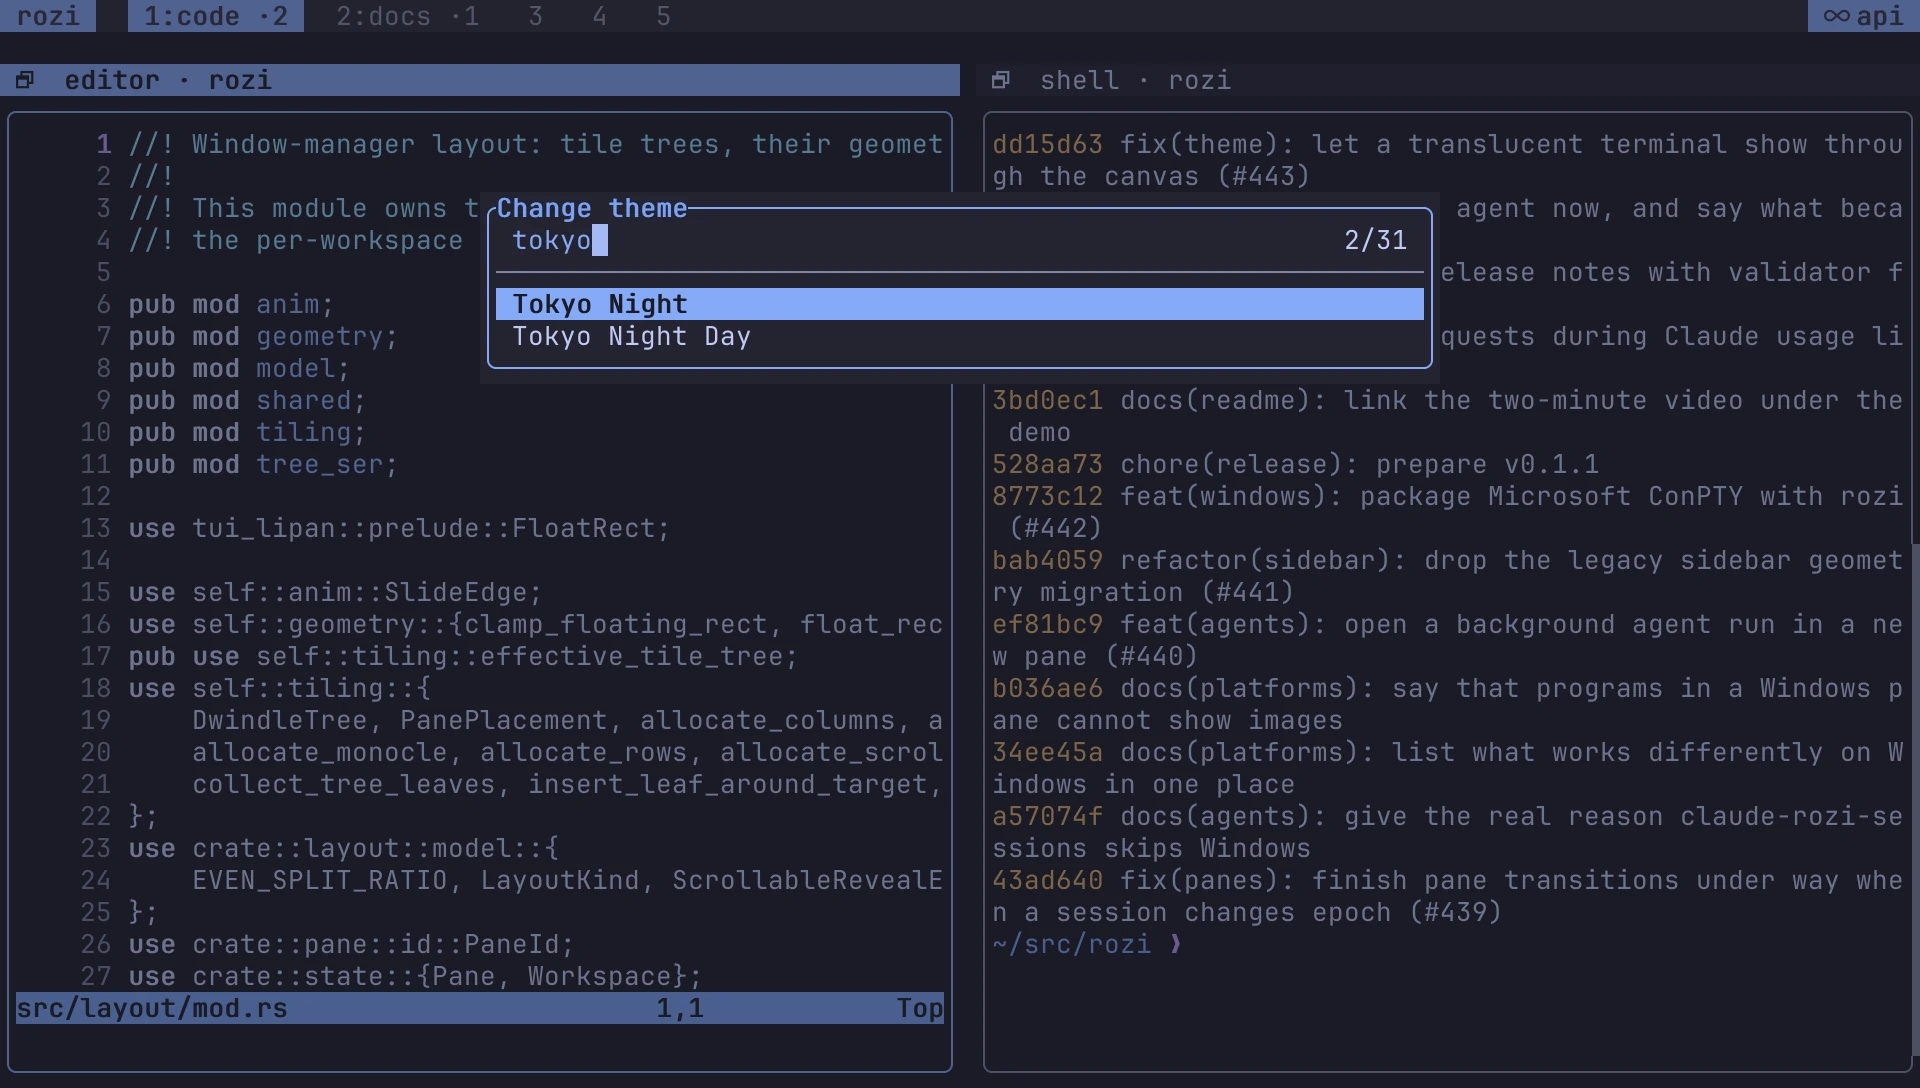 rozi 1:code ·2 2:docs ·1 3 4 5 ∞ api
editor · rozi
1 //! Window-manager layout: tile trees, their geomet
2 //!
3 //! This module owns t
4 //! the per-workspace
5
6 pub mod anim;
7 pub mod geometry;
8 pub mod model;
9 pub mod shared;
10 pub mod tiling;
11 pub mod tree_ser;
12
13 use tui_lipan::prelude::FloatRect;
14
15 use self::anim::SlideEdge;
16 use self::geometry::{clamp_floating_rect, float_rec
17 pub use self::tiling::effective_tile_tree;
18 use self::tiling::{
19     DwindleTree, PanePlacement, allocate_columns, a
20     allocate_monocle, allocate_rows, allocate_scrol
21     collect_tree_leaves, insert_leaf_around_target,
22 };
23 use crate::layout::model::{
24     EVEN_SPLIT_RATIO, LayoutKind, ScrollableRevealE
25 };
26 use crate::pane::id::PaneId;
27 use crate::state::{Pane, Workspace};
src/layout/mod.rs 1,1 Top
Change theme
tokyo 2/31
Tokyo Night
Tokyo Night Day
shell · rozi
dd15d63 fix(theme): let a translucent terminal show throu
gh the canvas (#443)
agent now, and say what beca
elease notes with validator f
quests during Claude usage li
3bd0ec1 docs(readme): link the two-minute video under the
demo
528aa73 chore(release): prepare v0.1.1
8773c12 feat(windows): package Microsoft ConPTY with rozi
(#442)
bab4059 refactor(sidebar): drop the legacy sidebar geomet
ry migration (#441)
ef81bc9 feat(agents): open a background agent run in a ne
w pane (#440)
b036ae6 docs(platforms): say that programs in a Windows p
ane cannot show images
34ee45a docs(platforms): list what works differently on W
indows in one place
a57074f docs(agents): give the real reason claude-rozi-se
ssions skips Windows
43ad640 fix(panes): finish pane transitions under way whe
n a session changes epoch (#439)
~/src/rozi ❯